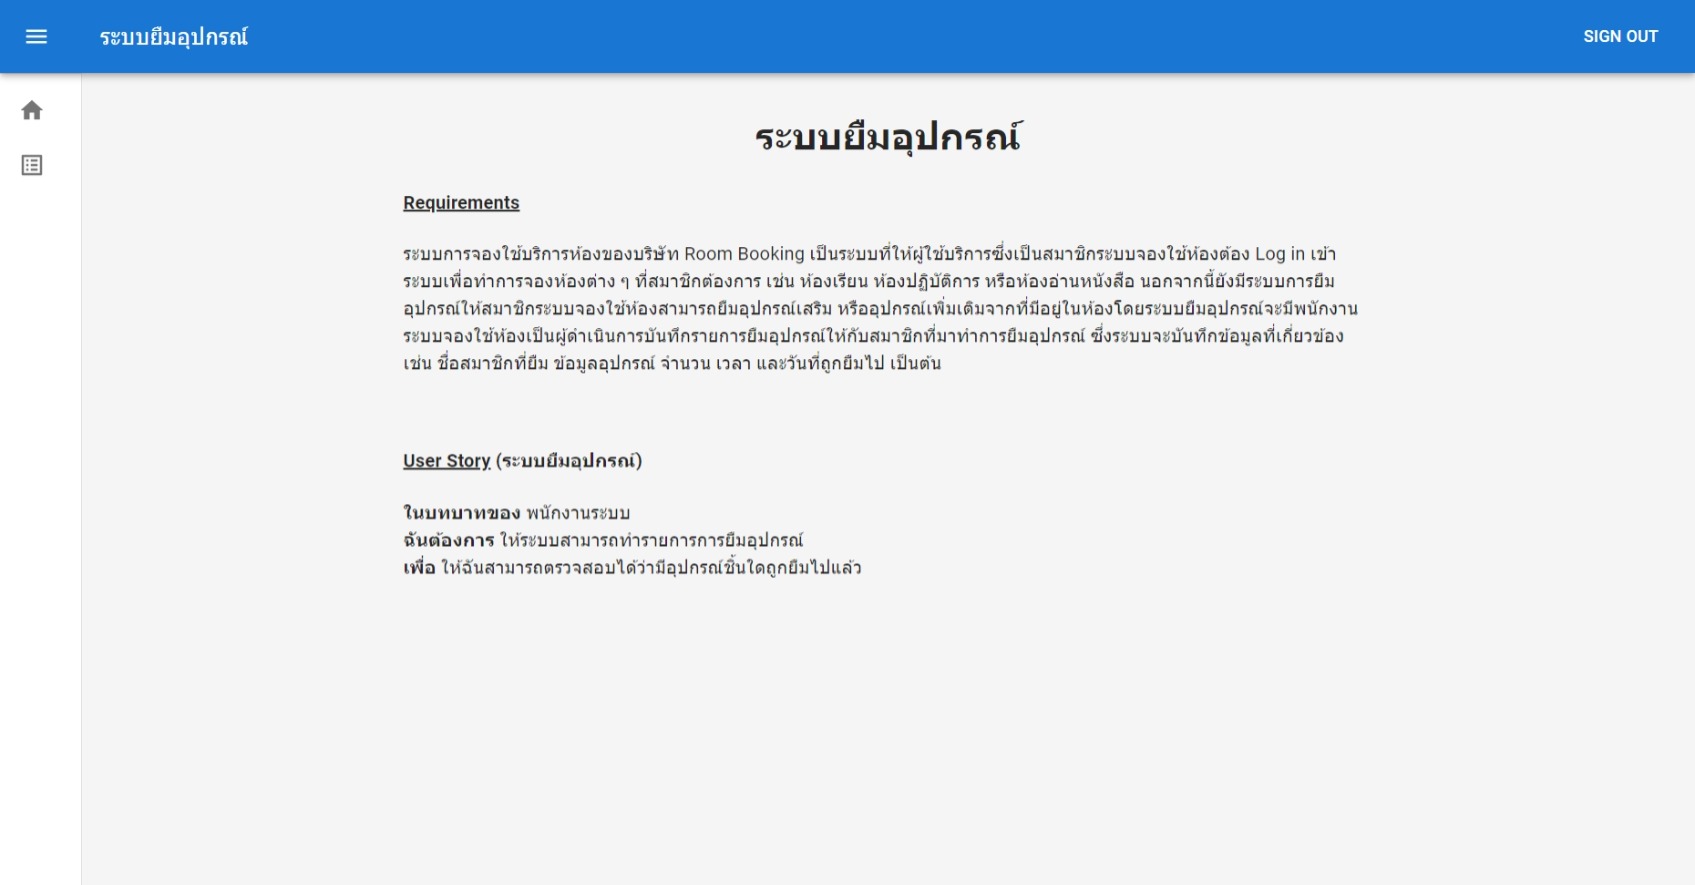 ระบบยืมอุปกรณ์
SIGN OUT
ระบบยืมอุปกรณ์
Requirements
ระบบการจองใช้บริการห้องของบริษัท Room Booking เป็นระบบที่ให้ผู้ใช้บริการซึ่งเป็นสมาชิกระบบจองใช้ห้องต้อง Log in เข้า
ระบบเพื่อทำการจองห้องต่าง ๆ ที่สมาชิกต้องการ เช่น ห้องเรียน ห้องปฏิบัติการ หรือห้องอ่านหนังสือ นอกจากนี้ยังมีระบบการยืม
อุปกรณ์ให้สมาชิกระบบจองใช้ห้องสามารถยืมอุปกรณ์เสริม หรืออุปกรณ์เพิ่มเติมจากที่มีอยู่ในห้องโดยระบบยืมอุปกรณ์จะมีพนักงาน
ระบบจองใช้ห้องเป็นผู้ดำเนินการบันทึกรายการยืมอุปกรณ์ให้กับสมาชิกที่มาทำการยืมอุปกรณ์ ซึ่งระบบจะบันทึกข้อมูลที่เกี่ยวข้อง
เช่น ชื่อสมาชิกที่ยืม ข้อมูลอุปกรณ์ จำนวน เวลา และวันที่ถูกยืมไป เป็นต้น
User Story (ระบบยืมอุปกรณ์)
ในบทบาทของ พนักงานระบบ
ฉันต้องการ ให้ระบบสามารถทำรายการการยืมอุปกรณ์
เพื่อ ให้ฉันสามารถตรวจสอบได้ว่ามีอุปกรณ์ชิ้นใดถูกยืมไปแล้ว